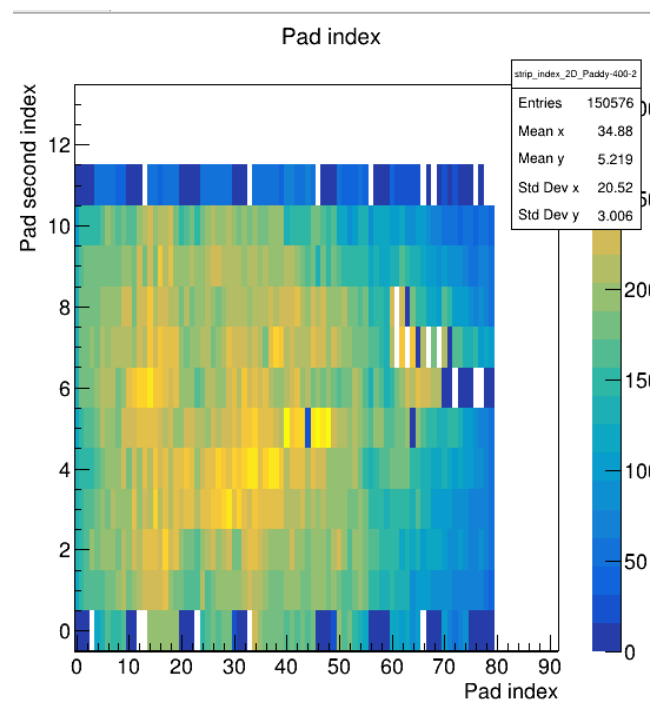 Pad index
strip_index_2D_Paddy-400-2
Entries 150576
Mean x 34.88
Mean y 5.219
Std Dev x 20.52
Std Dev y 3.006
Pad second index
12
10
8
6
4
2
0
0 10 20 30 40 50 60 70 80 90
Pad index
200
150
100
50
0